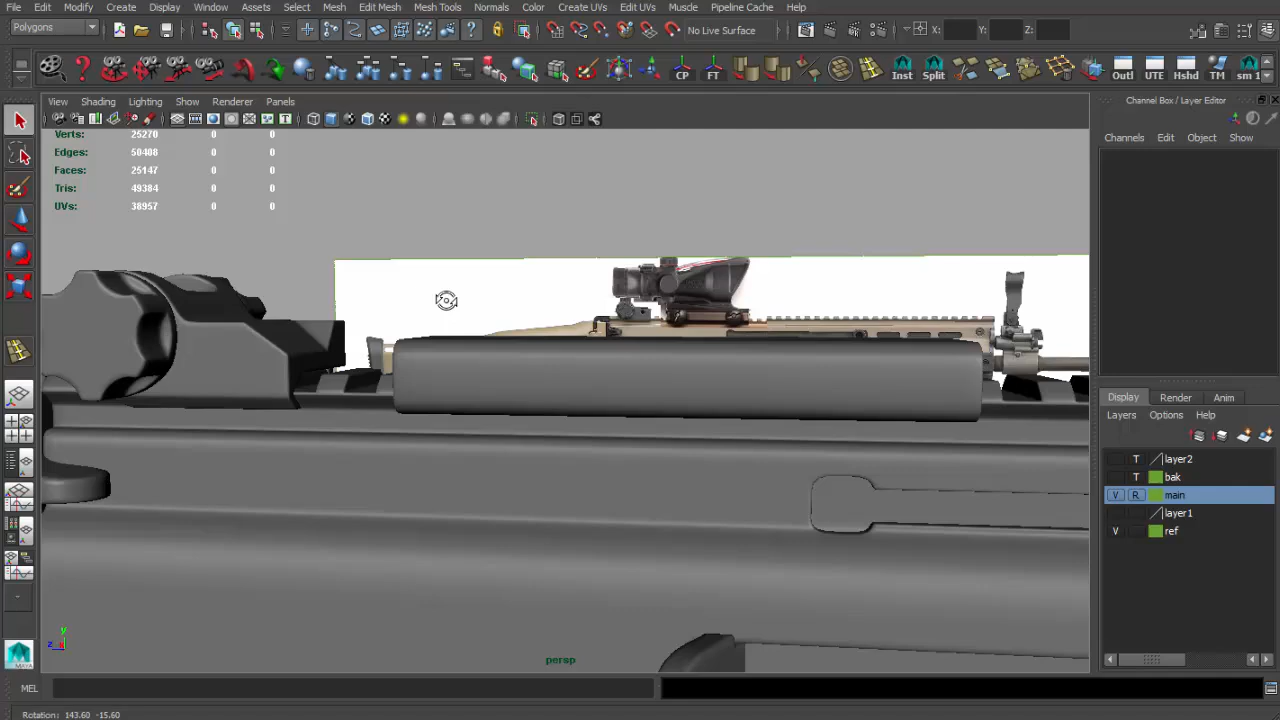 File Edit Modify Create Display Window Assets Select Mesh Edit Mesh Mesh Tools Normals Color Create UVs Edit UVs Muscle Pipeline Cache Help
Polygons No Live Surface X: Y: Z:
CP FT Inst Split Outl UTE Hshd TM sm 1
View Shading Lighting Show Renderer Panels
Channel Box / Layer Editor
Channels Edit Object Show
Verts: 25270 0 0
Edges: 50408 0 0
Faces: 25147 0 0
Tris: 49384 0 0
UVs: 38957 0 0
Display Render Anim
Layers Options Help
T layer2
T bak
V R main
layer1
V ref
y
z
persp
MAYA
MEL
Rotation: 143.60 -15.60